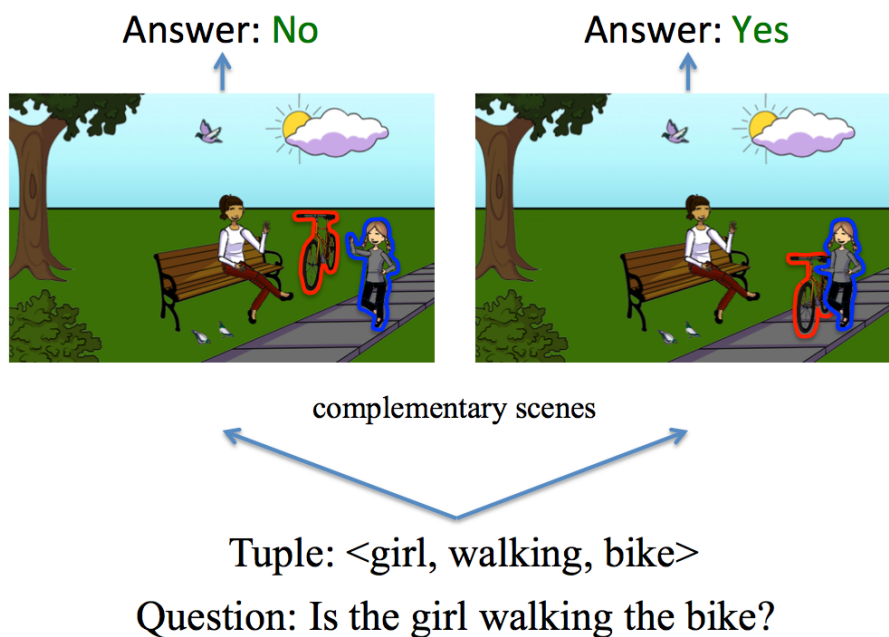 Answer: No
Answer: Yes
complementary scenes
Tuple: <girl, walking, bike>
Question: Is the girl walking the bike?